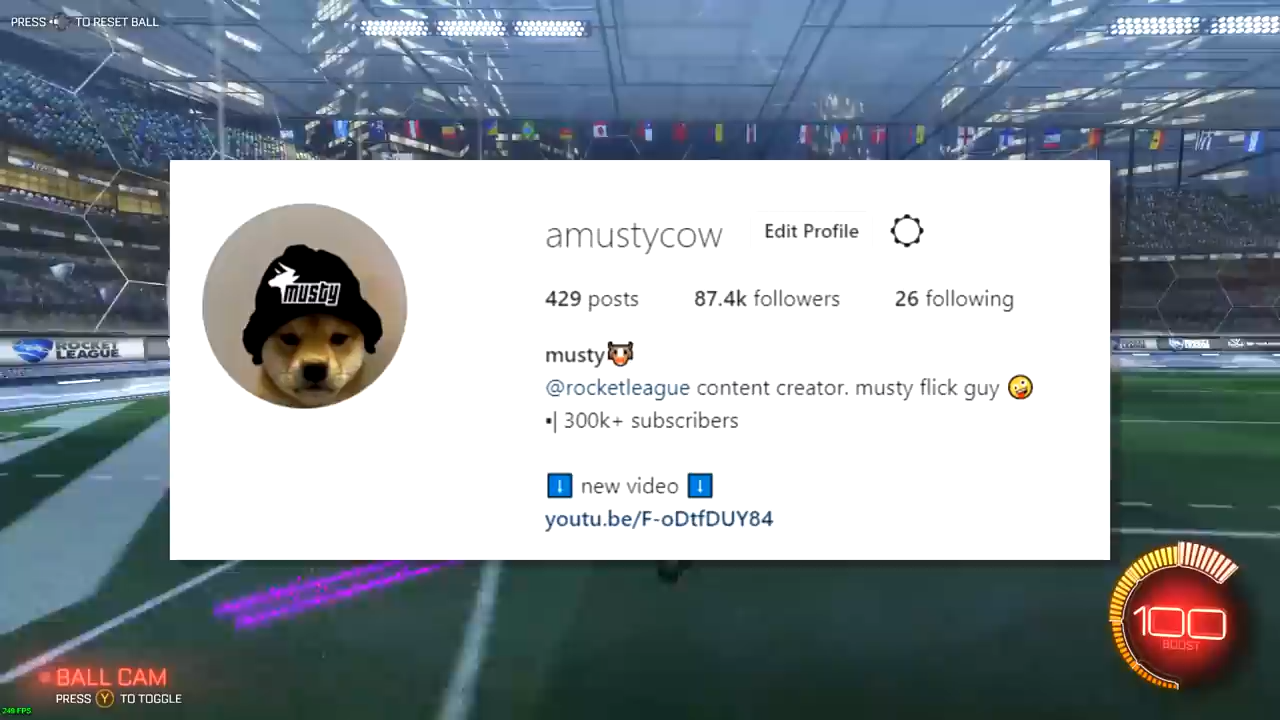 PRESS TO RESET BALL
musty
amustycow Edit Profile
429 posts 87.4k followers 26 following
musty🐮
@rocketleague content creator. musty flick guy 🤪
▪| 300k+ subscribers
⬇️ new video ⬇️
youtu.be/F-oDtfDUY84
ROCKET
LEAGUE
100
BOOST
BALL CAM
PRESS Y TO TOGGLE
249 FPS